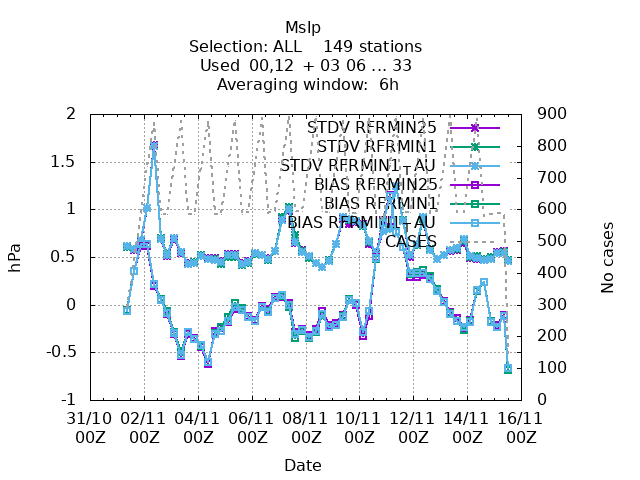 Mslp
Selection: ALL    149 stations
Used  00,12  + 03 06 ... 33
Averaging window:  6h
STDV RFRMIN25
STDV RFRMIN1
STDV RFRMIN1+AU
BIAS RFRMIN25
BIAS RFRMIN1
BIAS RFRMIN1+AU
CASES
hPa
2
1.5
1
0.5
0
-0.5
-1
No cases
900
800
700
600
500
400
300
200
100
0
31/10 02/11 04/11 06/11 08/11 10/11 12/11 14/11 16/11
00Z 00Z 00Z 00Z 00Z 00Z 00Z 00Z 00Z
Date